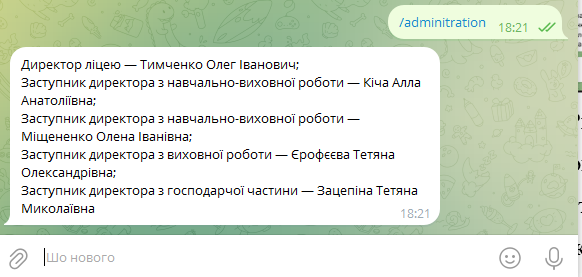 /adminitration
18:21
Директор ліцею — Тимченко Олег Іванович;
Заступник директора з навчально-виховної роботи — Кіча Алла
Анатоліївна;
Заступник директора з навчально-виховної роботи —
Міщененко Олена Іванівна;
Заступник директора з виховної роботи — Єрофєєва Тетяна
Олександрівна;
Заступник директора з господарчої частини — Зацепіна Тетяна
Миколаївна
18:21
Що нового